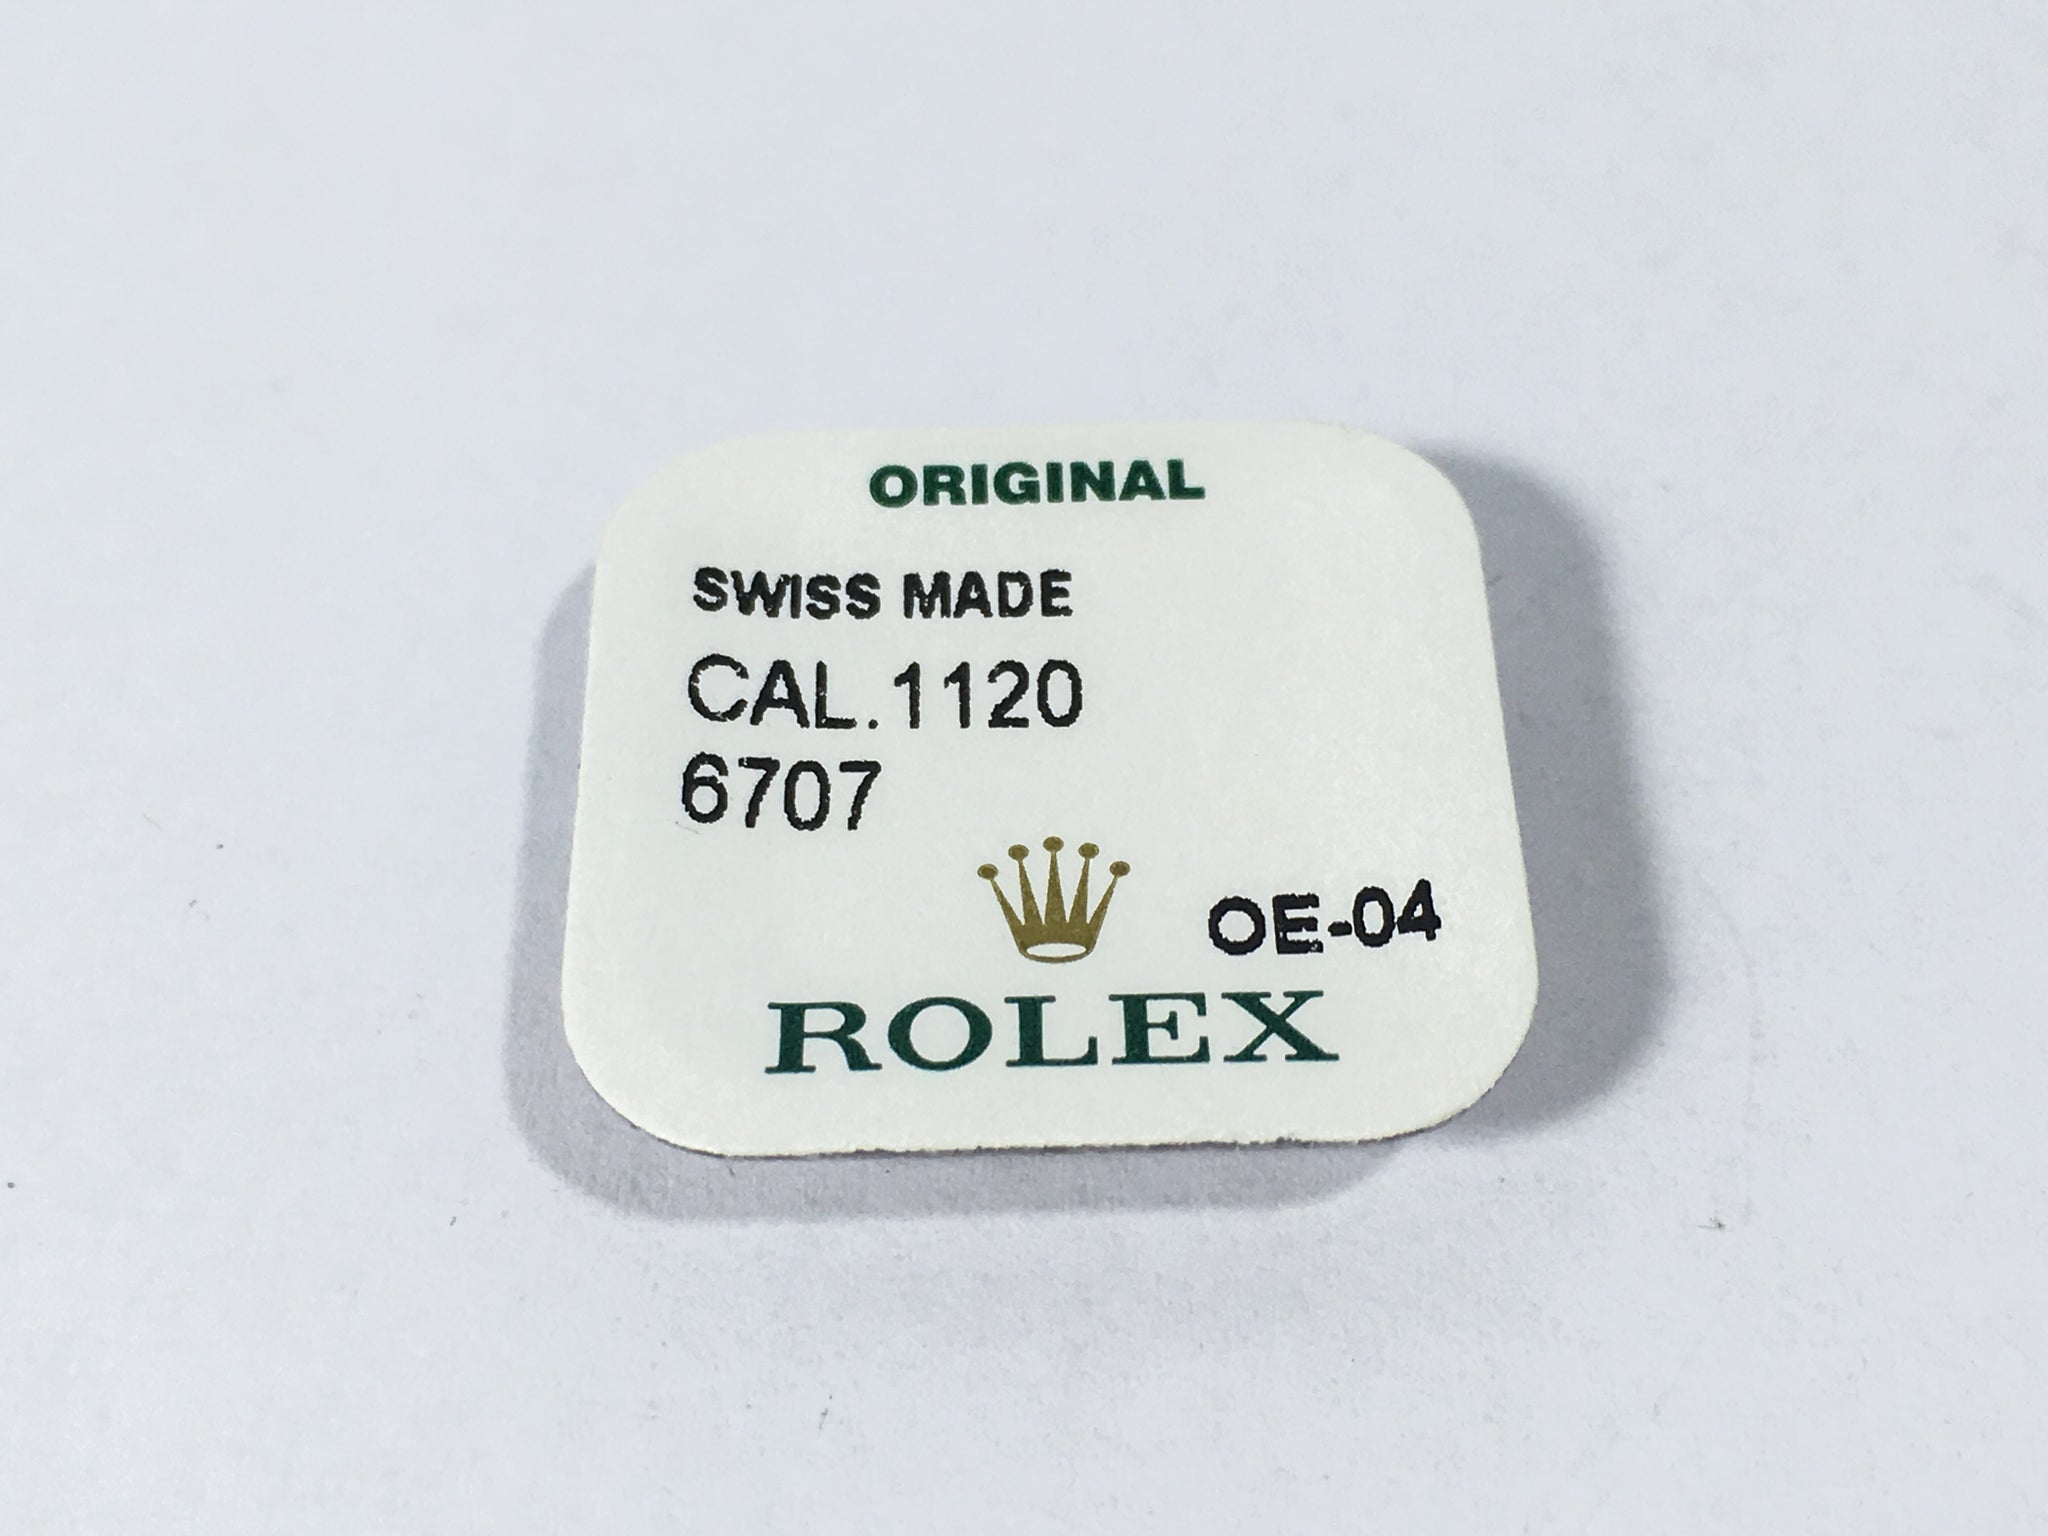 ORIGINAL
SWISS MADE
CAL.1120
6707
OE-04
ROLEX